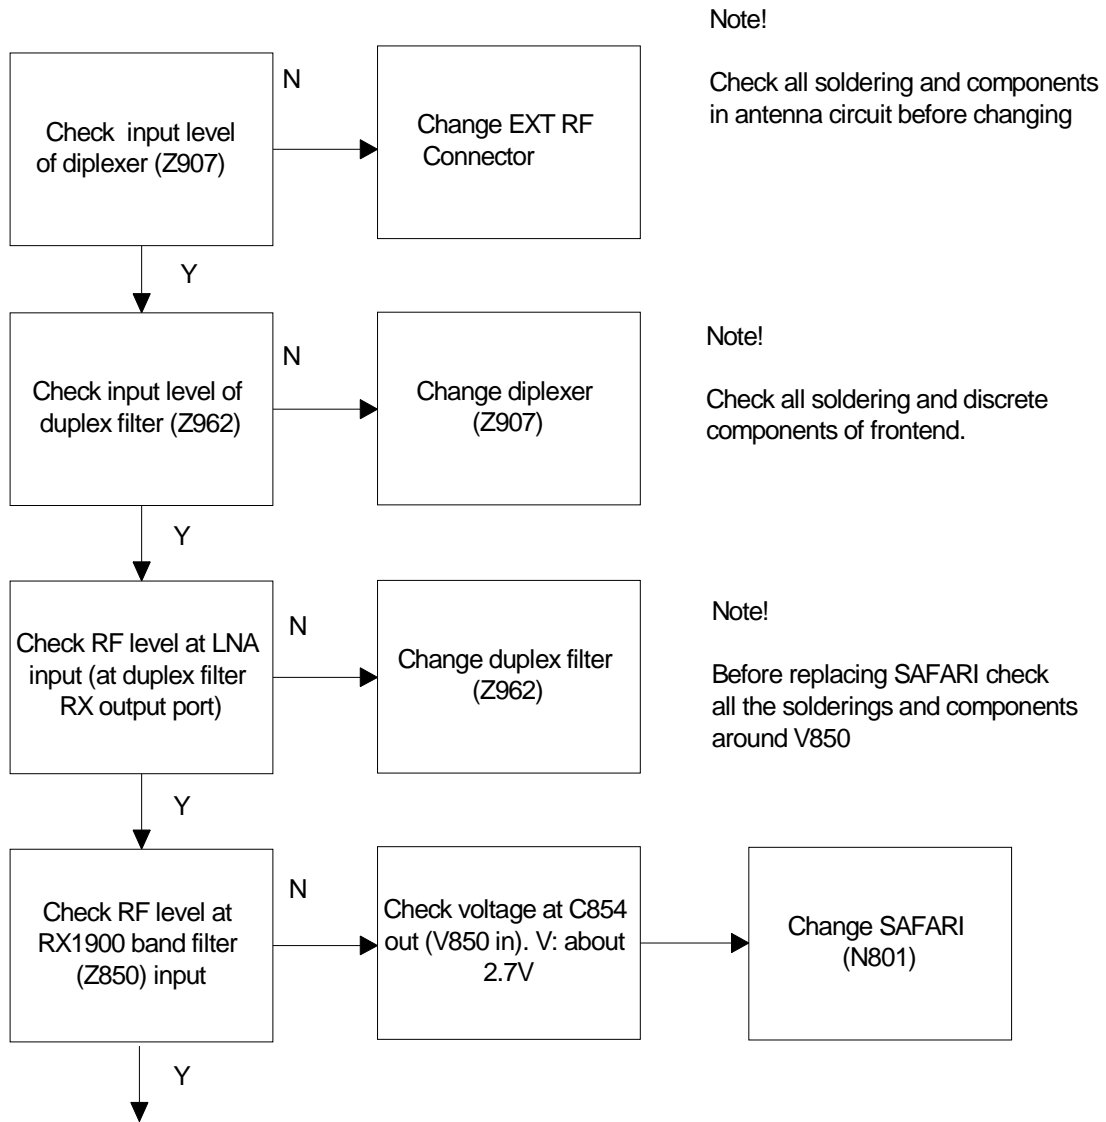 Note!
Check all soldering and components
in antenna circuit before changing
Check input level
of diplexer (Z907)
N
Change EXT RF
Connector
Y
Check input level of
duplex filter (Z962)
N
Change diplexer
(Z907)
Note!
Check all soldering and discrete
components of frontend.
Y
Check RF level at LNA
input (at duplex filter
RX output port)
N
Change duplex filter
(Z962)
Note!
Before replacing SAFARI check
all the solderings and components
around V850
Y
Check RF level at
RX1900 band filter
(Z850) input
N
Check voltage at C854
out (V850 in). V: about
2.7V
Change SAFARI
(N801)
Y